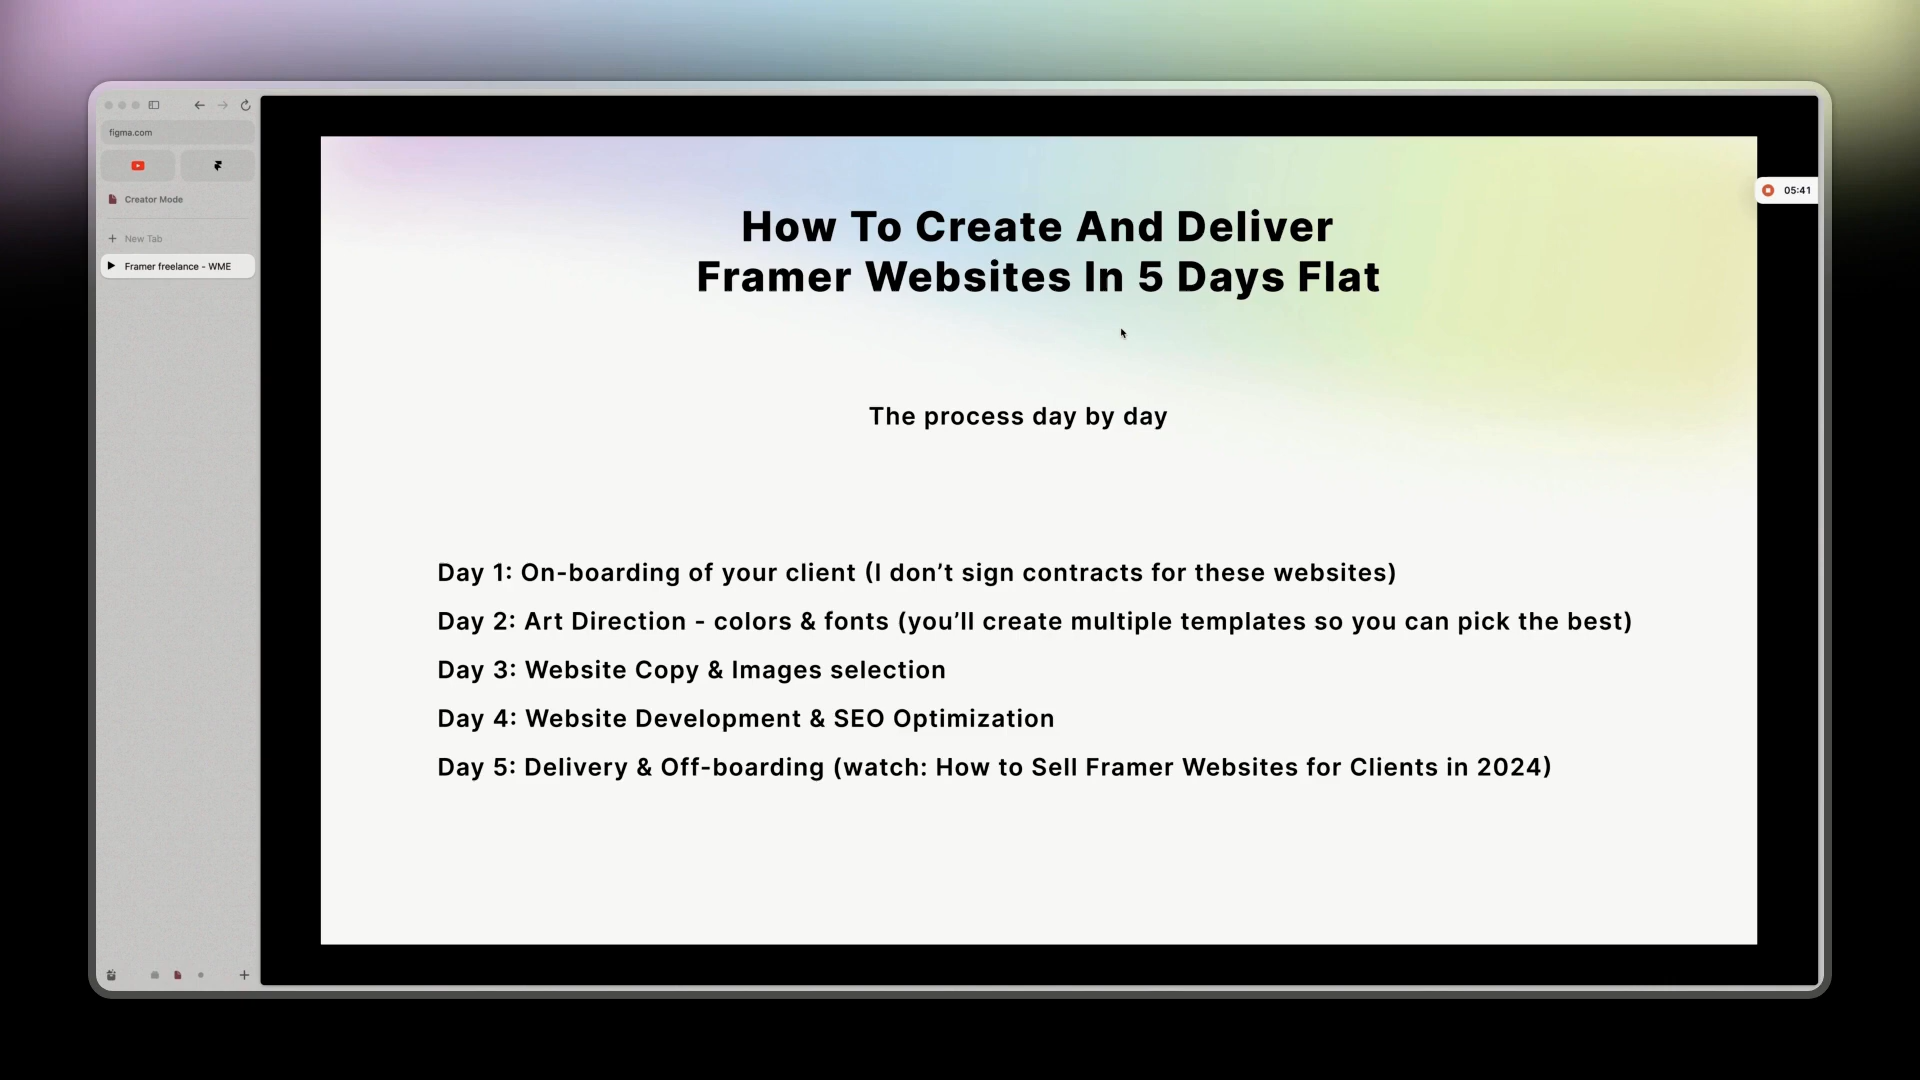 figma.com
Creator Mode
New Tab
Framer freelance - WME
05:41
How To Create And Deliver
Framer Websites In 5 Days Flat
The process day by day
Day 1: On-boarding of your client (I don’t sign contracts for these websites)
Day 2: Art Direction - colors & fonts (you’ll create multiple templates so you can pick the best)
Day 3: Website Copy & Images selection
Day 4: Website Development & SEO Optimization
Day 5: Delivery & Off-boarding (watch: How to Sell Framer Websites for Clients in 2024)